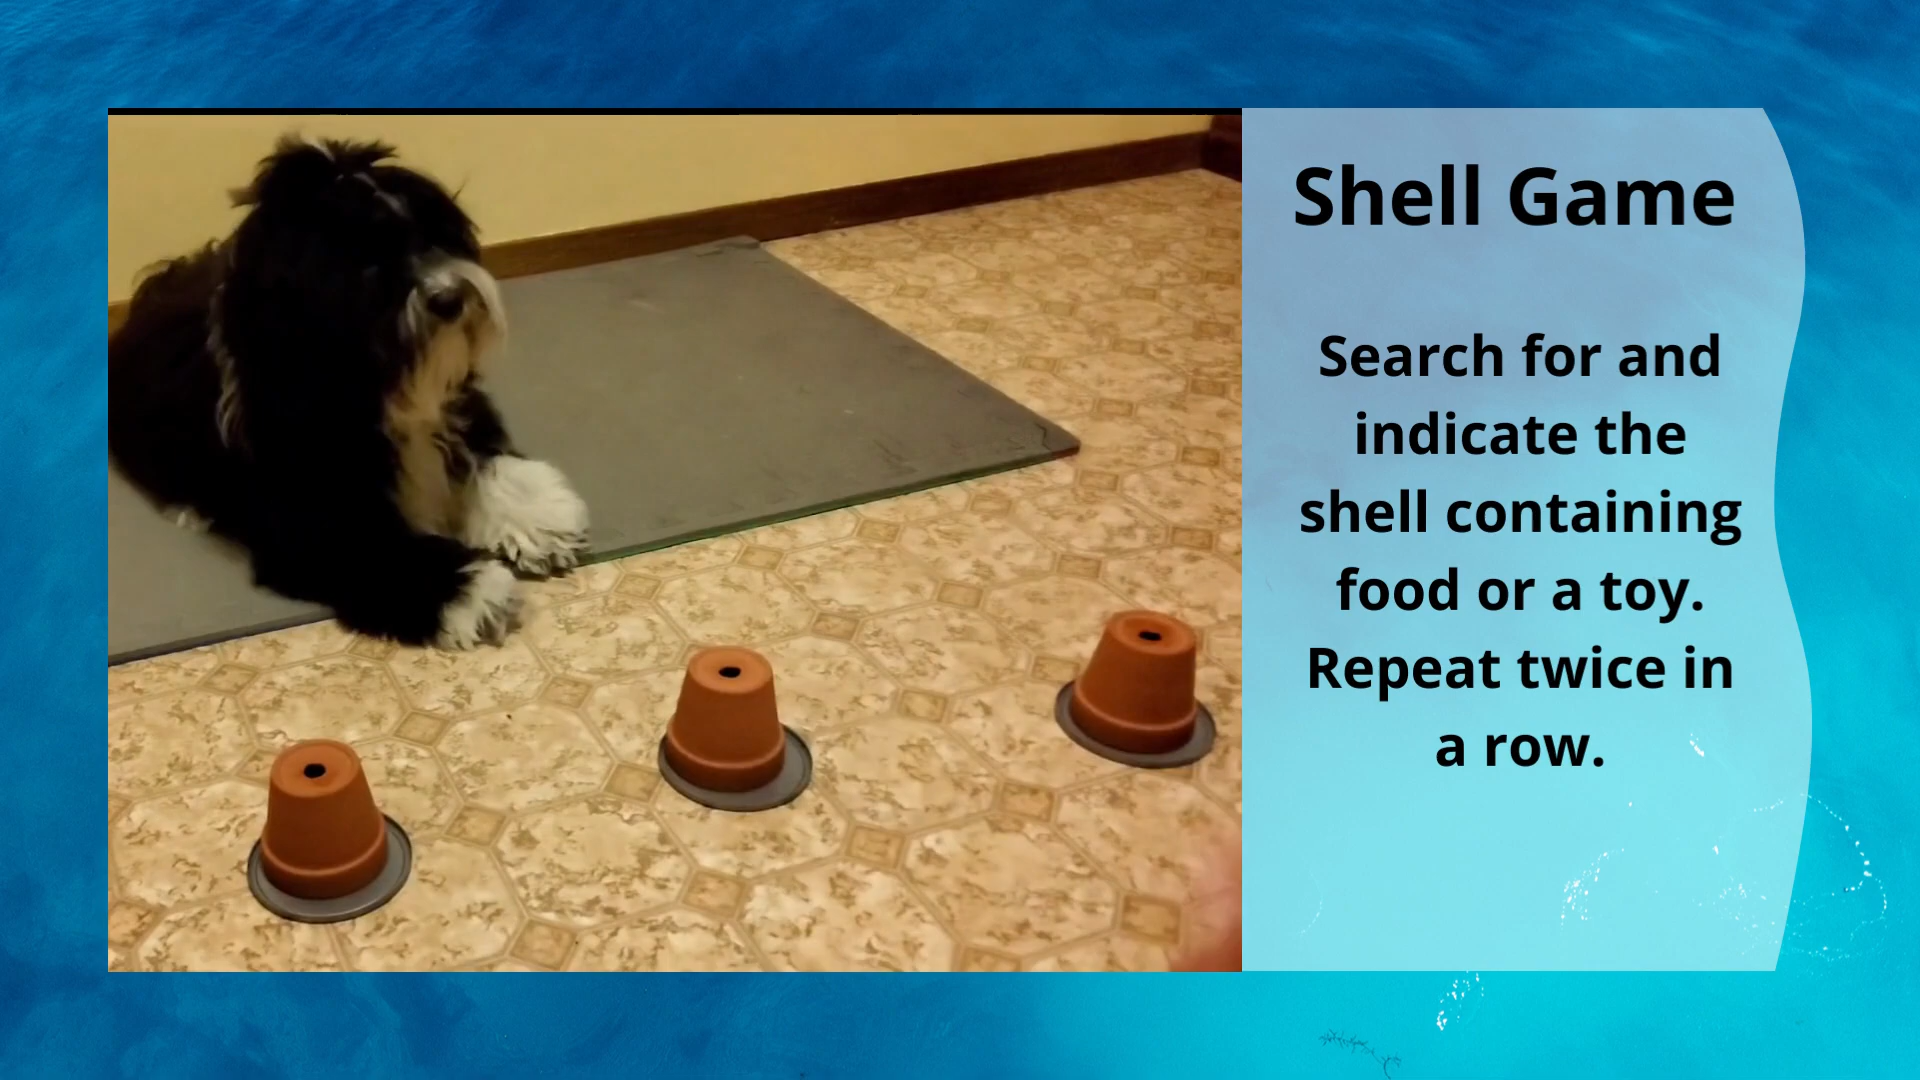 Shell Game
Search for and
indicate the
shell containing
food or a toy.
Repeat twice in
a row.